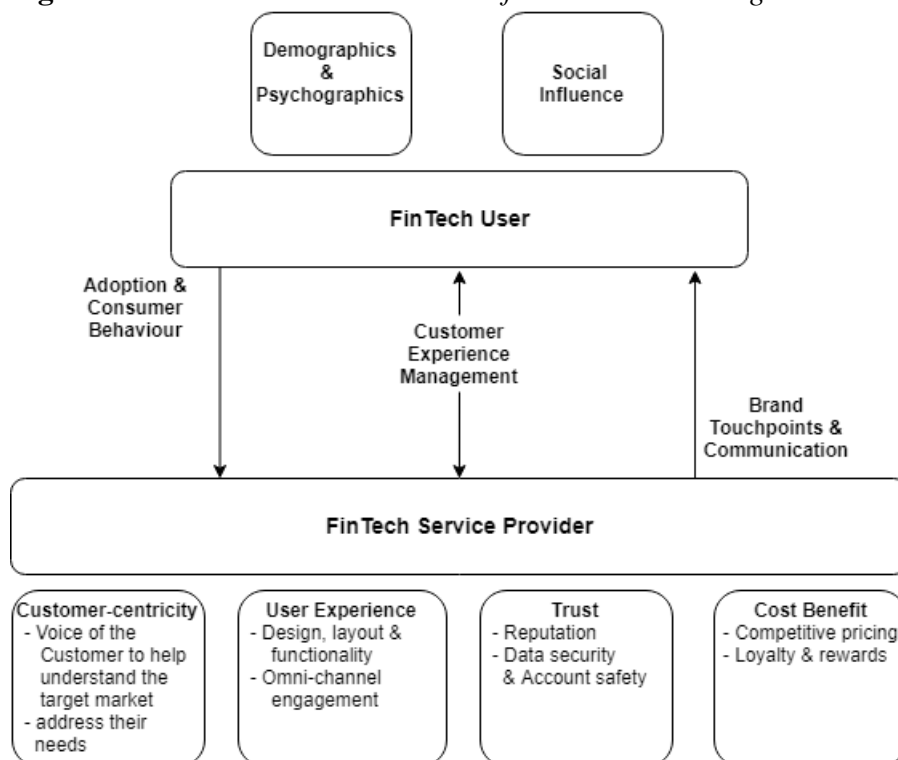 Demographics
&
Psychographics
Social
Influence
FinTech User
Adoption &
Consumer
Behaviour
Customer
Experience
Management
Brand
Touchpoints &
Communication
FinTech Service Provider
Customer-centricity
- Voice of the
Customer to help
understand the
target market
- address their
needs
User Experience
- Design, layout &
functionality
- Omni-channel
engagement
Trust
- Reputation
- Data security
& Account safety
Cost Benefit
- Competitive pricing
- Loyalty & rewards